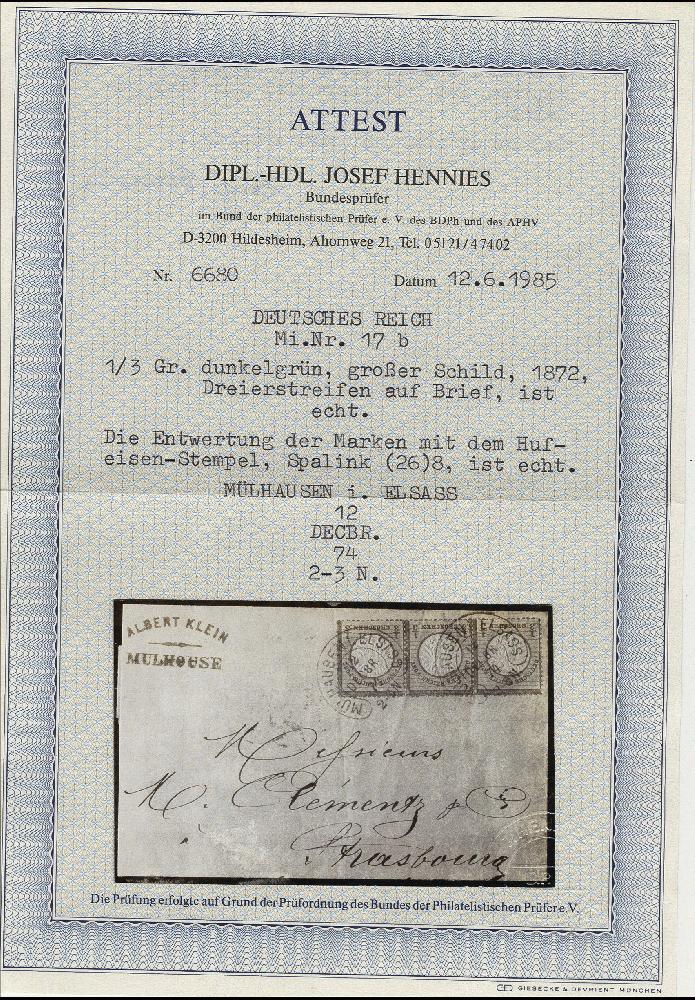 ATTEST
DIPL.-HDL. JOSEF HENNIES
Bundesprüfer
im Bund der philatelistischen Prüfer e. V. des BDPh und des APHV
D-3200 Hildesheim, Ahornweg 21, Tel. 05121/47402
Nr. 6680 Datum 12.6.1985
DEUTSCHES REICH
Mi.Nr. 17 b
1/3 Gr. dunkelgrün, großer Schild, 1872,
Dreierstreifen auf Brief, ist
echt.
Die Entwertung der Marken mit dem Huf-
eisen-Stempel, Spalink (26)8, ist echt.
MÜLHAUSEN i. ELSASS
12
DECBR.
74
2-3 N.
ALBERT KLEIN
MULHOUSE
Messieurs
M. Clémentz &
Strasbourg
Die Prüfung erfolgte auf Grund der Prüfordnung des Bundes der Philatelistischen Prüfer e.V.
GIESECKE & DEVRIENT MÜNCHEN